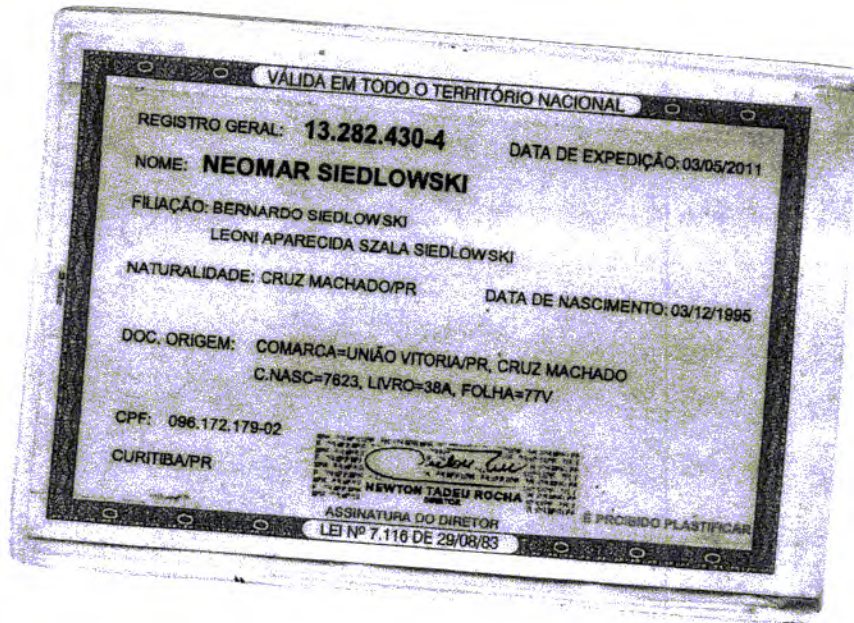 VÁLIDA EM TODO O TERRITÓRIO NACIONAL
REGISTRO GERAL: 13.282.430-4 DATA DE EXPEDIÇÃO: 03/05/2011
NOME: NEOMAR SIEDLOWSKI
FILIAÇÃO: BERNARDO SIEDLOWSKI
LEONI APARECIDA SZALA SIEDLOWSKI
NATURALIDADE: CRUZ MACHADO/PR DATA DE NASCIMENTO: 03/12/1995
DOC. ORIGEM: COMARCA=UNIÃO VITORIA/PR, CRUZ MACHADO
C.NASC=7623, LIVRO=38A, FOLHA=77V
CPF: 096.172.179-02
CURITIBA/PR
NEWTON TADEU ROCHA
DIRETOR
ASSINATURA DO DIRETOR
É PROIBIDO PLASTIFICAR
LEI Nº 7.116 DE 29/08/83